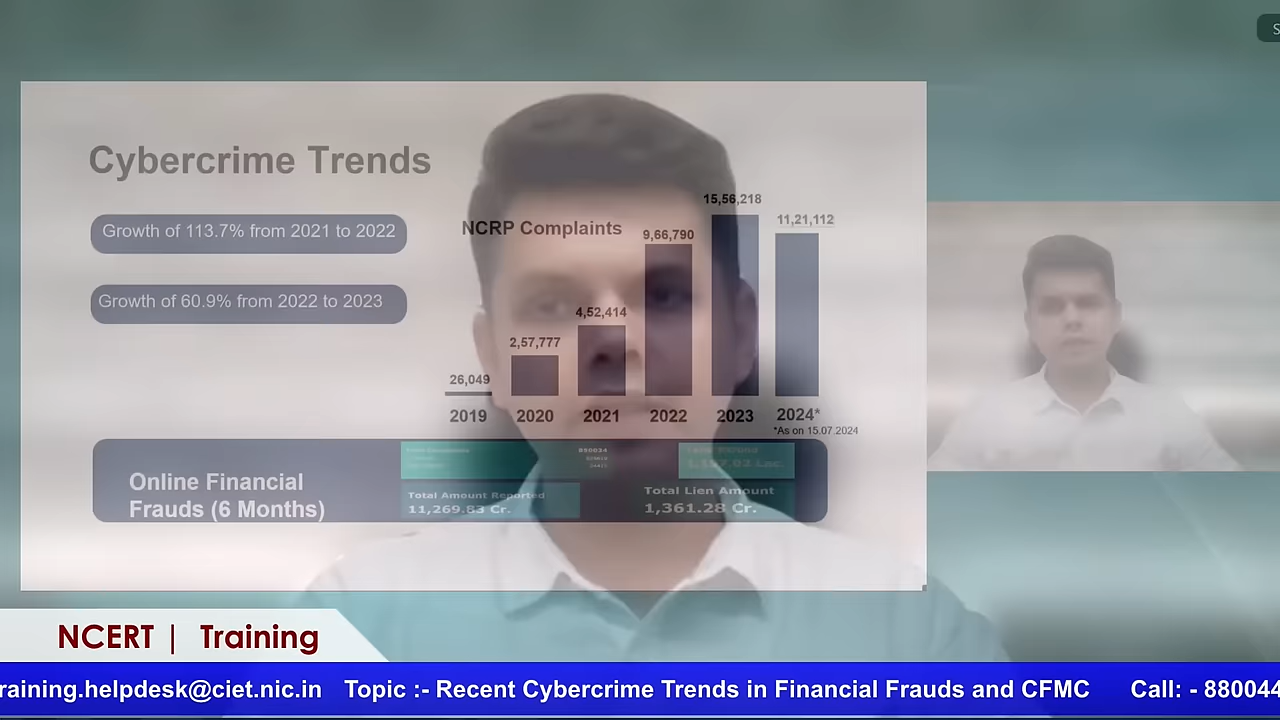 S
Cybercrime Trends
Growth of 113.7% from 2021 to 2022
Growth of 60.9% from 2022 to 2023
NCRP Complaints
26,049
2,57,777
4,52,414
9,66,790
15,56,218
11,21,112
2019 2020 2021 2022 2023 2024*
*As on 15.07.2024
Online Financial
Frauds (6 Months)
Total Amount Reported
11,269.83 Cr.
Total Lien Amount
1,361.28 Cr.
NCERT | Training
raining.helpdesk@ciet.nic.in Topic :- Recent Cybercrime Trends in Financial Frauds and CFMC Call: - 880044